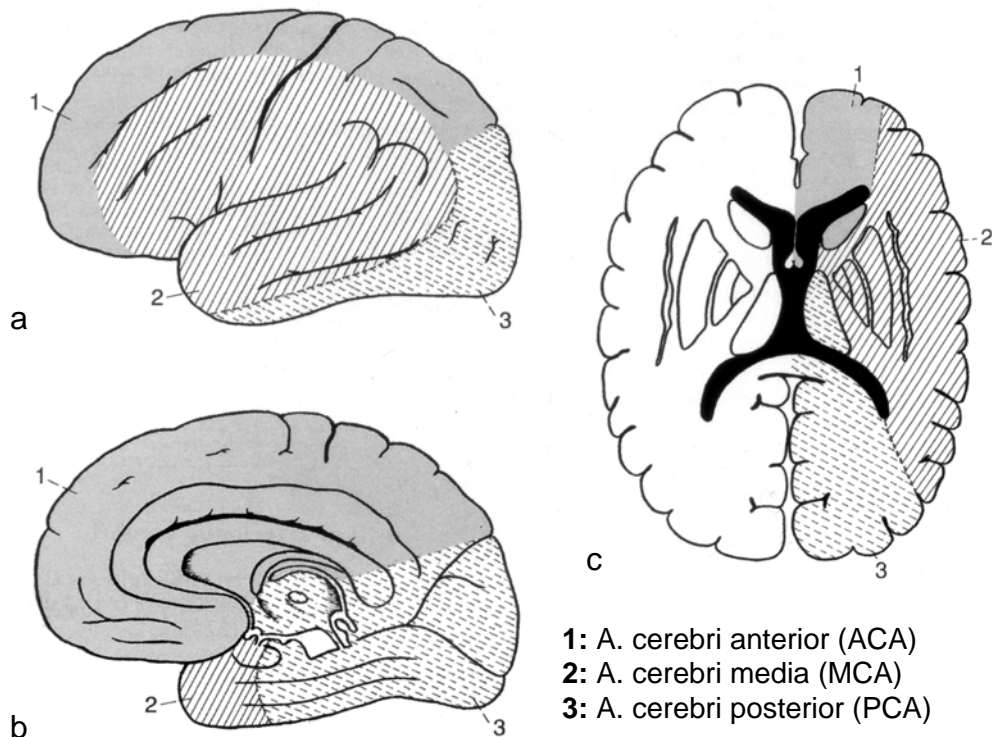 1
2
3
a
1
2
3
b
1
2
3
c
1: A. cerebri anterior (ACA)
2: A. cerebri media (MCA)
3: A. cerebri posterior (PCA)